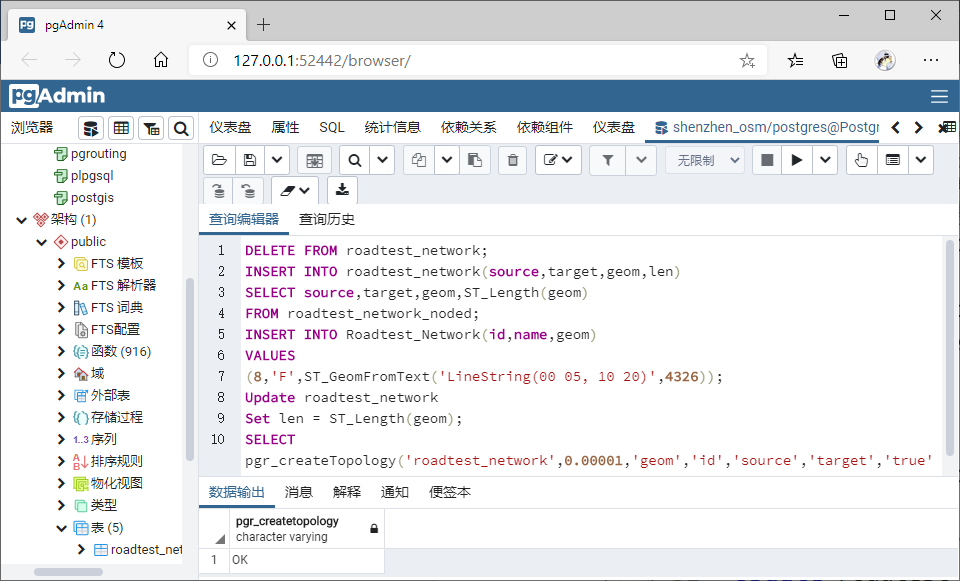 pgAdmin 4
127.0.0.1:52442/browser/
pgAdmin
浏览器
仪表盘 属性 SQL 统计信息 依赖关系 依赖组件 仪表盘 shenzhen_osm/postgres@Postgr
pgrouting
plpgsql
postgis
架构 (1)
public
FTS 模板
Aa FTS 解析器
FTS 词典
FTS配置
函数 (916)
域
外部表
存储过程
1..3 序列
排序规则
物化视图
类型
表 (5)
roadtest_net
无限制
查询编辑器 查询历史
1 DELETE FROM roadtest_network;
2 INSERT INTO roadtest_network(source,target,geom,len)
3 SELECT source,target,geom,ST_Length(geom)
4 FROM roadtest_network_noded;
5 INSERT INTO Roadtest_Network(id,name,geom)
6 VALUES
7 (8,'F',ST_GeomFromText('LineString(00 05, 10 20)',4326));
8 Update roadtest_network
9 Set len = ST_Length(geom);
10 SELECT
pgr_createTopology('roadtest_network',0.00001,'geom','id','source','target','true'
数据输出 消息 解释 通知 便签本
pgr_createtopology
character varying
1 OK